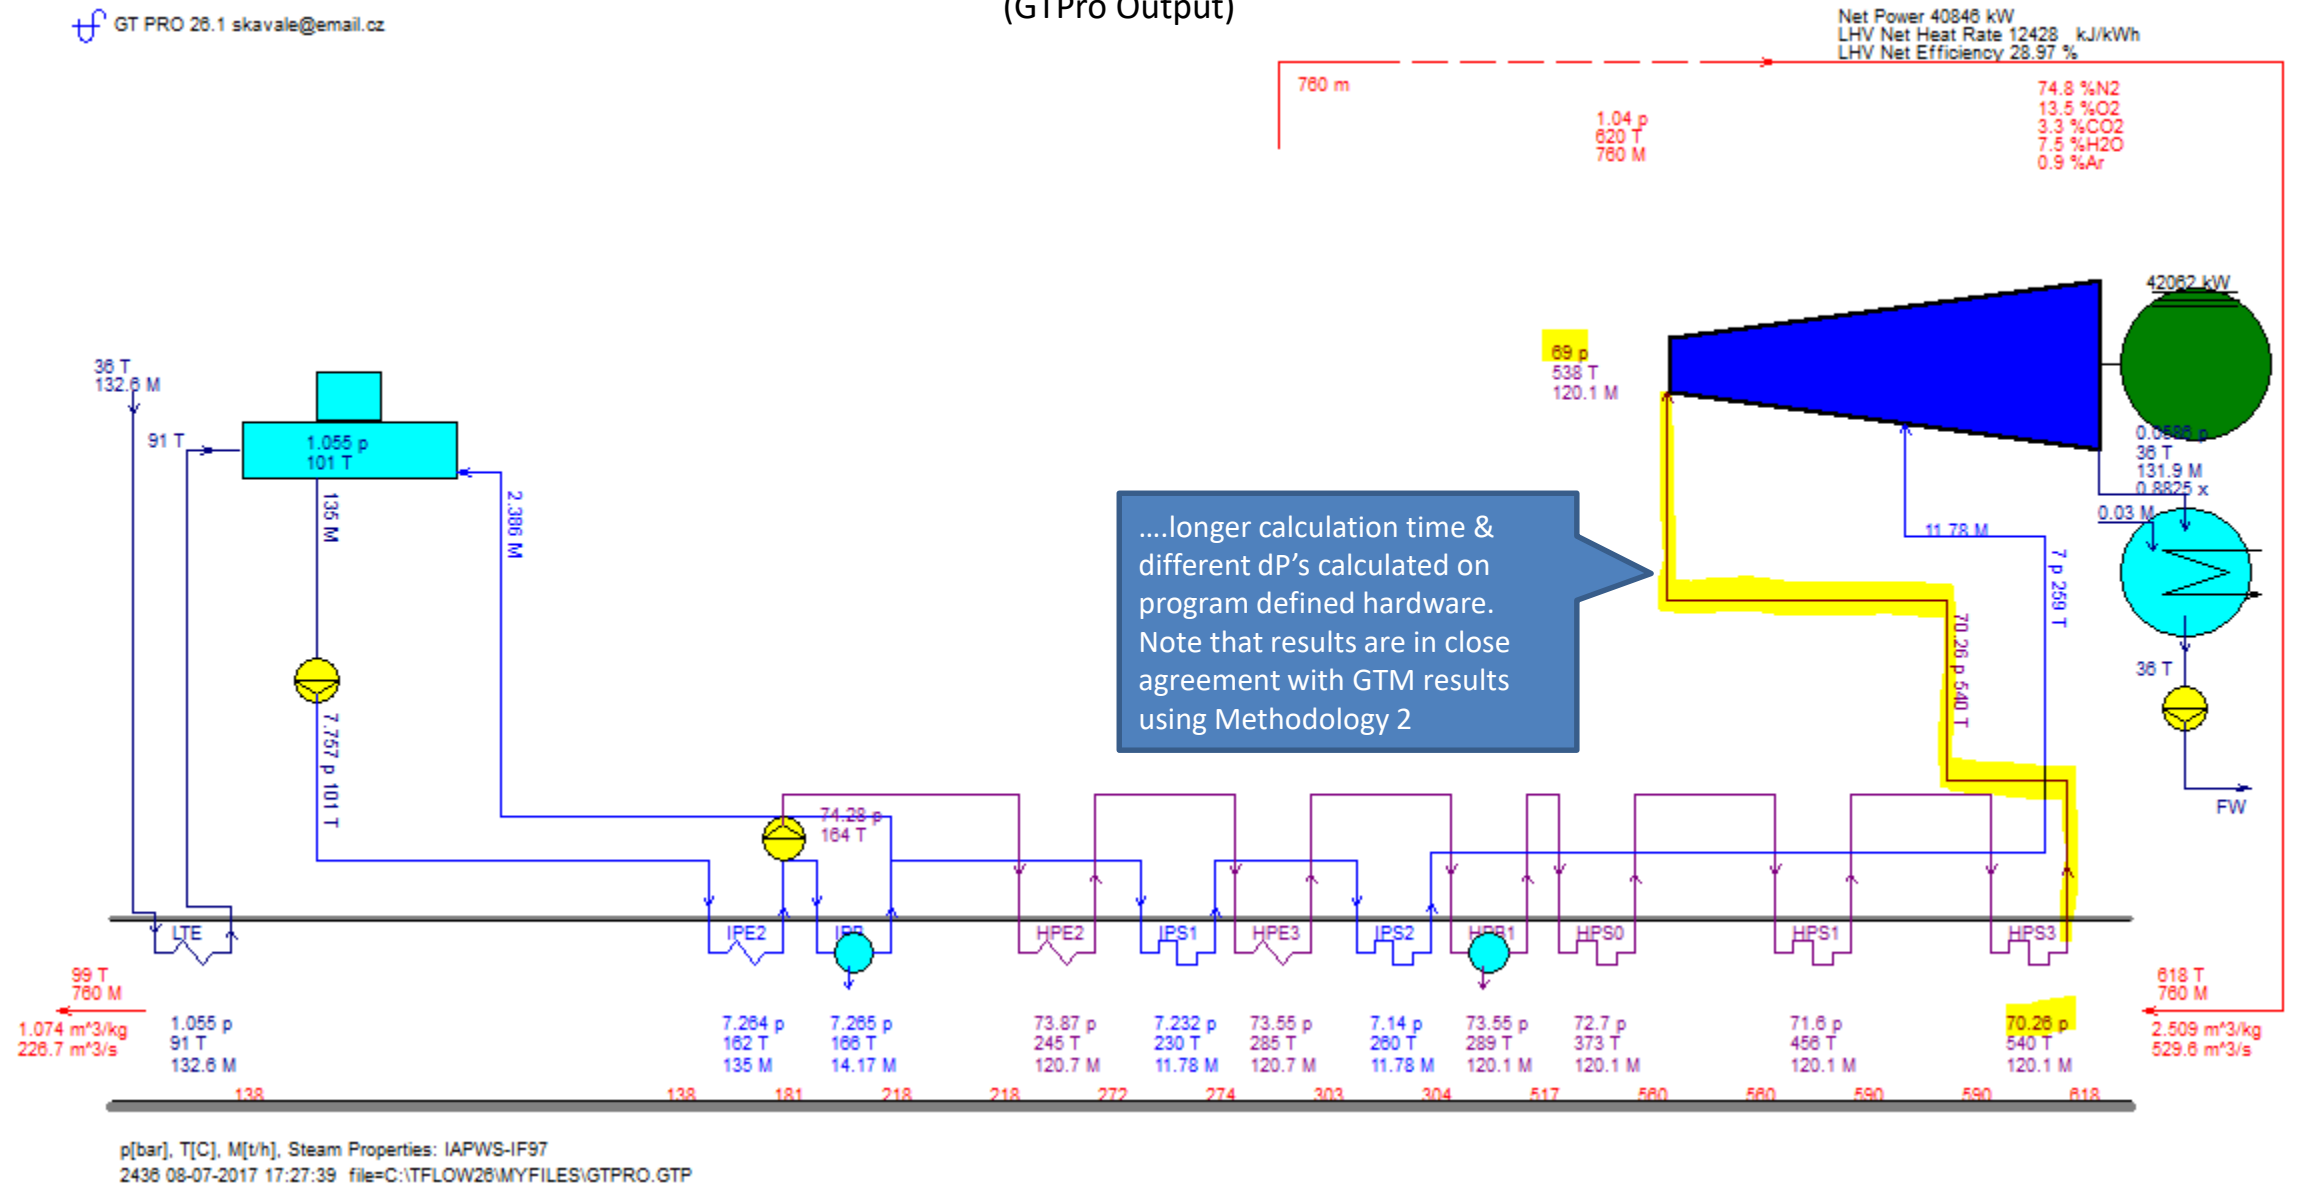 (GTPro Output)
GT PRO 26.1 skavale@email.cz
Net Power 40846 kW
LHV Net Heat Rate 12428 kJ/kWh
LHV Net Efficiency 28.97 %
760 m
1.04 p
620 T
760 M
74.8 %N2
13.5 %O2
3.3 %CO2
7.5 %H2O
0.9 %Ar
42062 kW
69 p
538 T
120.1 M
36 T
132.6 M
91 T
1.055 p
101 T
135 M
2.386 M
7.757 p 101 T
0.0586 p
36 T
131.9 M
0.8825 x
0.03 M
11.78 M
7 p 259 T
70.26 p 540 T
36 T
FW
....longer calculation time &
different dP's calculated on
program defined hardware.
Note that results are in close
agreement with GTM results
using Methodology 2
74.28 p
164 T
LTE
IPE2
IPB
HPE2
IPS1
HPE3
IPS2
HPB1
HPS0
HPS1
HPS3
99 T
760 M
1.074 m^3/kg
226.7 m^3/s
1.055 p
91 T
132.6 M
7.264 p
162 T
135 M
7.265 p
166 T
14.17 M
73.87 p
245 T
120.7 M
7.232 p
230 T
11.78 M
73.55 p
285 T
120.7 M
7.14 p
260 T
11.78 M
73.55 p
289 T
120.1 M
72.7 p
373 T
120.1 M
71.6 p
456 T
120.1 M
70.26 p
540 T
120.1 M
618 T
760 M
2.509 m^3/kg
529.6 m^3/s
138 138 181 218 218 272 274 303 304 517 560 560 590 590 618
p[bar], T[C], M[t/h], Steam Properties: IAPWS-IF97
2436 08-07-2017 17:27:39 file=C:\TFLOW26\MYFILES\GTPRO.GTP